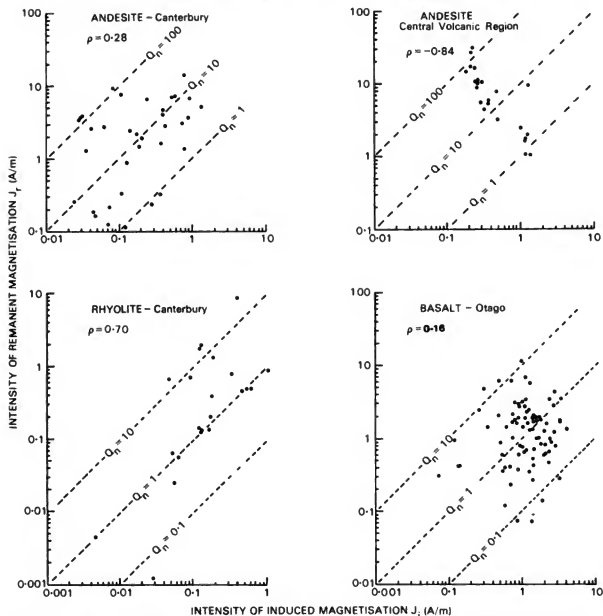 ANDESITE – Canterbury
ρ=0·28
100
10
1
0·1
0·01
0·1
1
10
Qn = 100
Qn = 10
Qn = 1
ANDESITE
Central Volcanic Region
ρ=–0·84
100
10
1
0·1
0·01
0·1
1
10
Qn = 100
Qn = 10
Qn = 1
INTENSITY OF REMANENT MAGNETISATION Jr (A/m)
RHYOLITE – Canterbury
ρ=0·70
10
1
0·1
0·01
0·001
0·001
0·01
0·1
1
Qn = 10
Qn = 1
Qn = 0·1
BASALT – Otago
ρ=0·16
100
10
1
0·1
0·01
0·01
0·1
1
10
Qn = 10
Qn = 1
Qn = 0·1
INTENSITY OF INDUCED MAGNETISATION Ji (A/m)